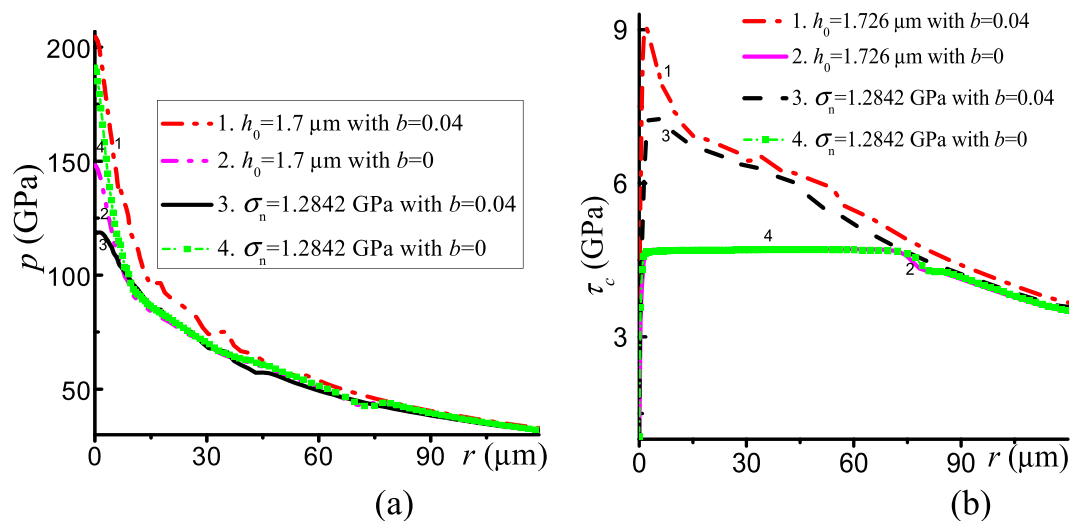 200
150
100
50
0
30
60
90
p (GPa)
r (μm)
1
4
2
3
1. h0=1.7 μm with b=0.04
2. h0=1.7 μm with b=0
3. σn=1.2842 GPa with b=0.04
4. σn=1.2842 GPa with b=0
(a)
9
6
3
0
30
60
90
τc (GPa)
r (μm)
1
3
4
2
1. h0=1.726 μm with b=0.04
2. h0=1.726 μm with b=0
3. σn=1.2842 GPa with b=0.04
4. σn=1.2842 GPa with b=0
(b)